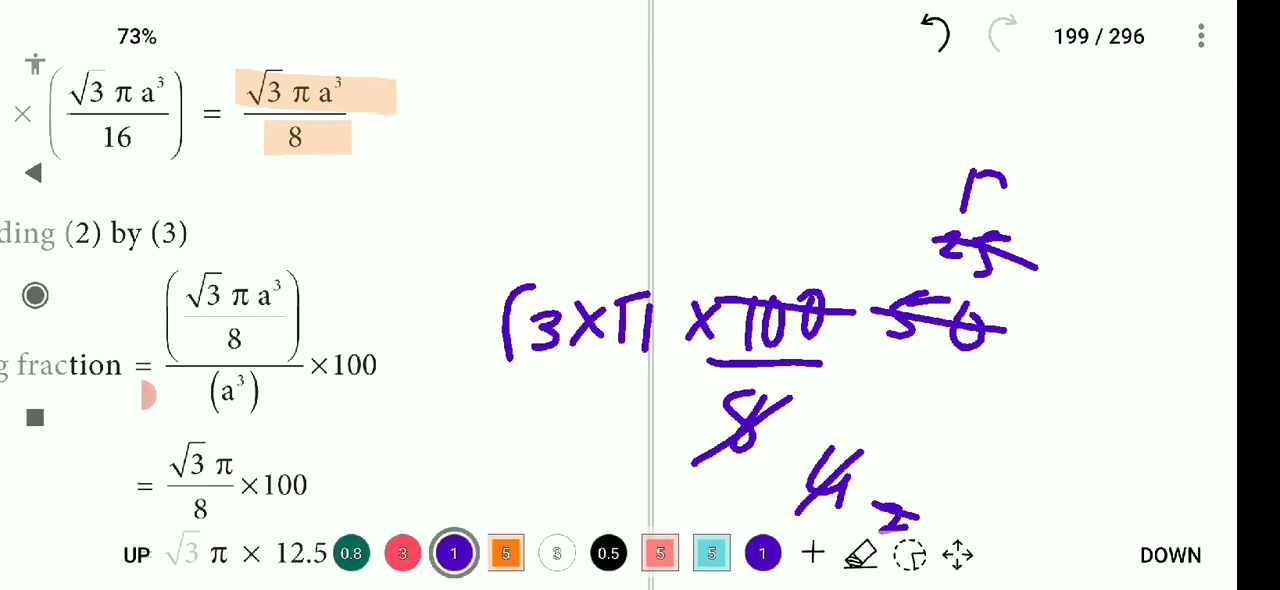 73%
199 / 296
× (√3 π a³ / 16) = √3 π a³ / 8
ding (2) by (3)
g fraction = (√3 π a³ / 8) / (a³) ×100
= √3 π / 8 ×100
UP √3 π × 12.5 0.8 3 1 5 3 0.5 5 5 1 DOWN
25
√3×π ×100 50
8
4
2